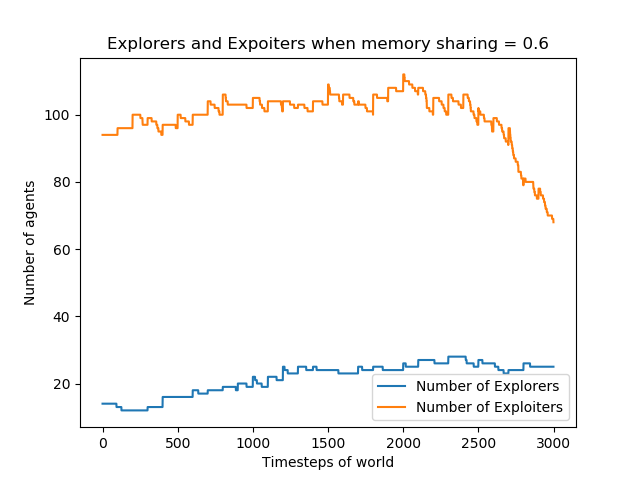 Explorers and Expoiters when memory sharing = 0.6
Number of agents
100
80
60
40
20
0
500
1000
1500
2000
2500
3000
Timesteps of world
Number of Explorers
Number of Exploiters